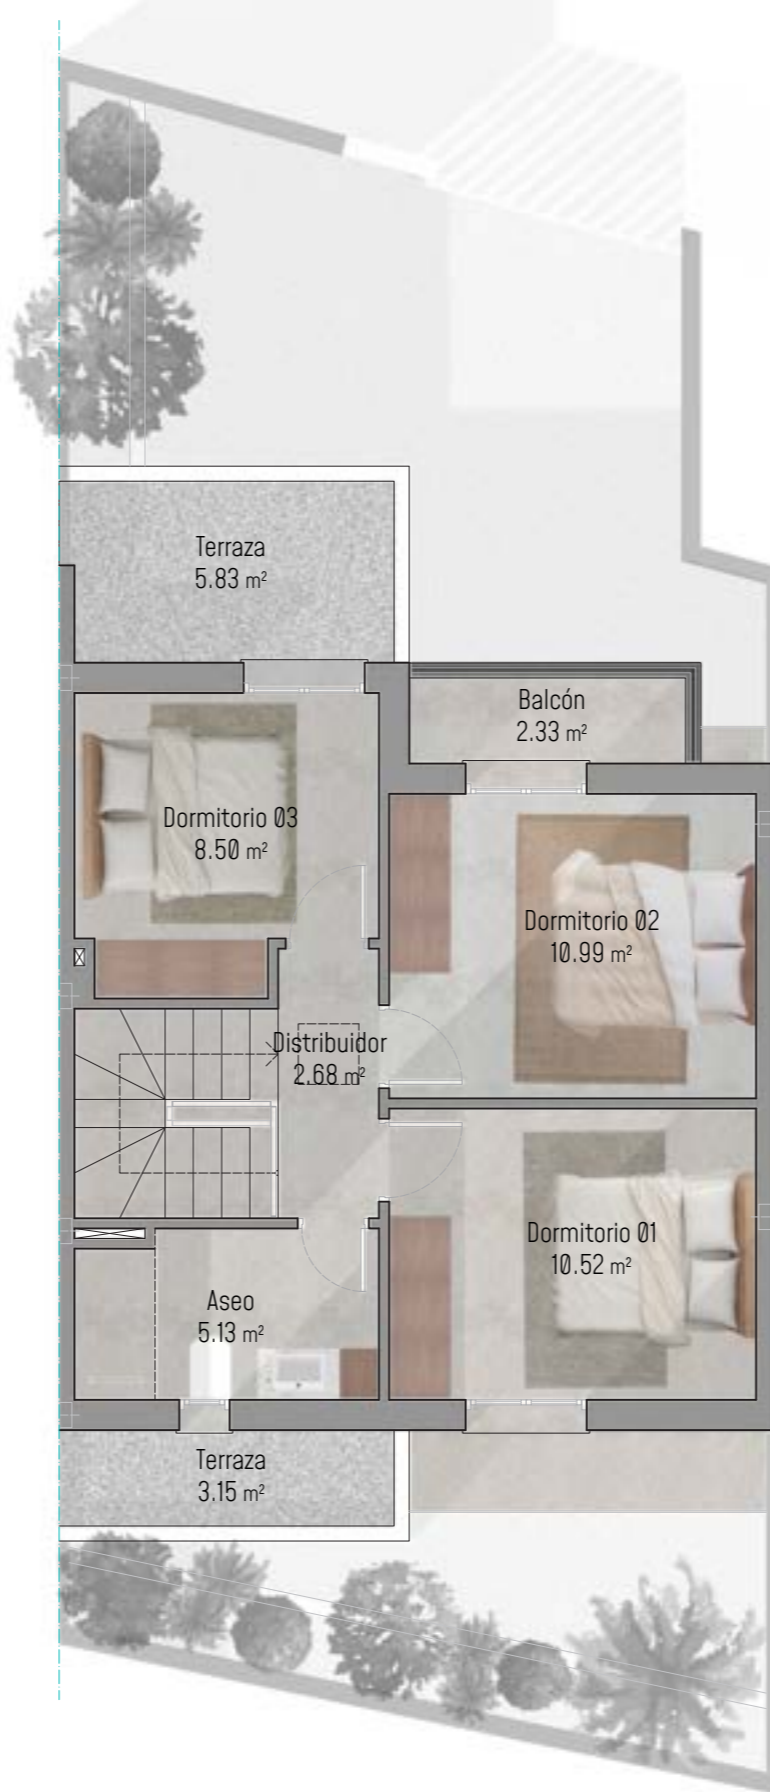 Terraza
5.83 m²
Balcón
2.33 m²
Dormitorio 03
8.50 m²
Dormitorio 02
10.99 m²
Distribuidor
2.68 m²
Dormitorio 01
10.52 m²
Aseo
5.13 m²
Terraza
3.15 m²